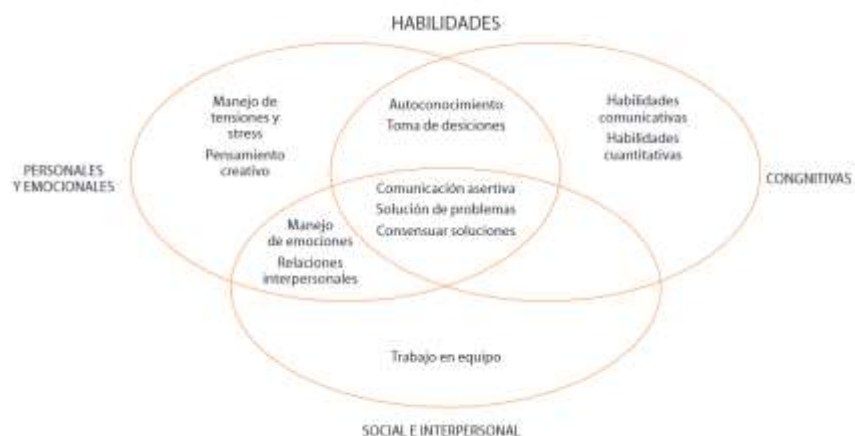 HABILIDADES
Manejo de
tensiones y
stress
Pensamiento
creativo
Autoconocimiento
Toma de desiciones
Habilidades
comunicativas
Habilidades
cuantitativas
PERSONALES
Y EMOCIONALES
CONGNITIVAS
Comunicación asertiva
Solución de problemas
Consensuar soluciones
Manejo
de emociones
Relaciones
interpersonales
Trabajo en equipo
SOCIAL E INTERPERSONAL